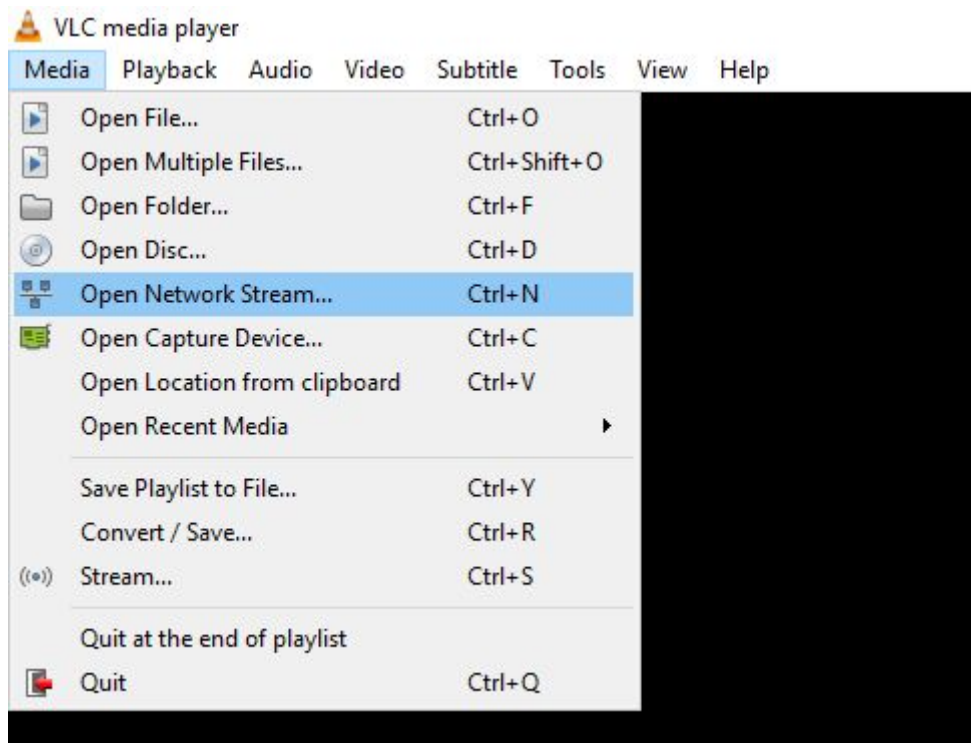 VLC media player
Media Playback Audio Video Subtitle Tools View Help
Open File... Ctrl+O
Open Multiple Files... Ctrl+Shift+O
Open Folder... Ctrl+F
Open Disc... Ctrl+D
Open Network Stream... Ctrl+N
Open Capture Device... Ctrl+C
Open Location from clipboard Ctrl+V
Open Recent Media
Save Playlist to File... Ctrl+Y
Convert / Save... Ctrl+R
Stream... Ctrl+S
Quit at the end of playlist
Quit Ctrl+Q